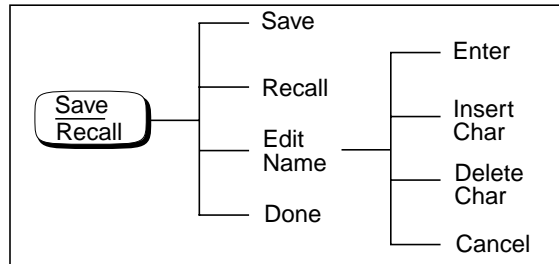 Save
Recall
Save
Recall
Edit
Name
Done
Enter
Insert
Char
Delete
Char
Cancel